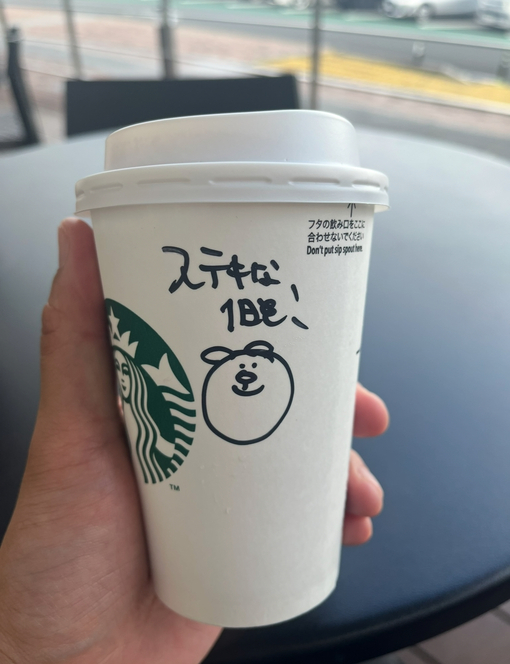 ステキな
1日を!
フタの飲み口をここに
合わせないでください
Don't put sip spout here.
TM